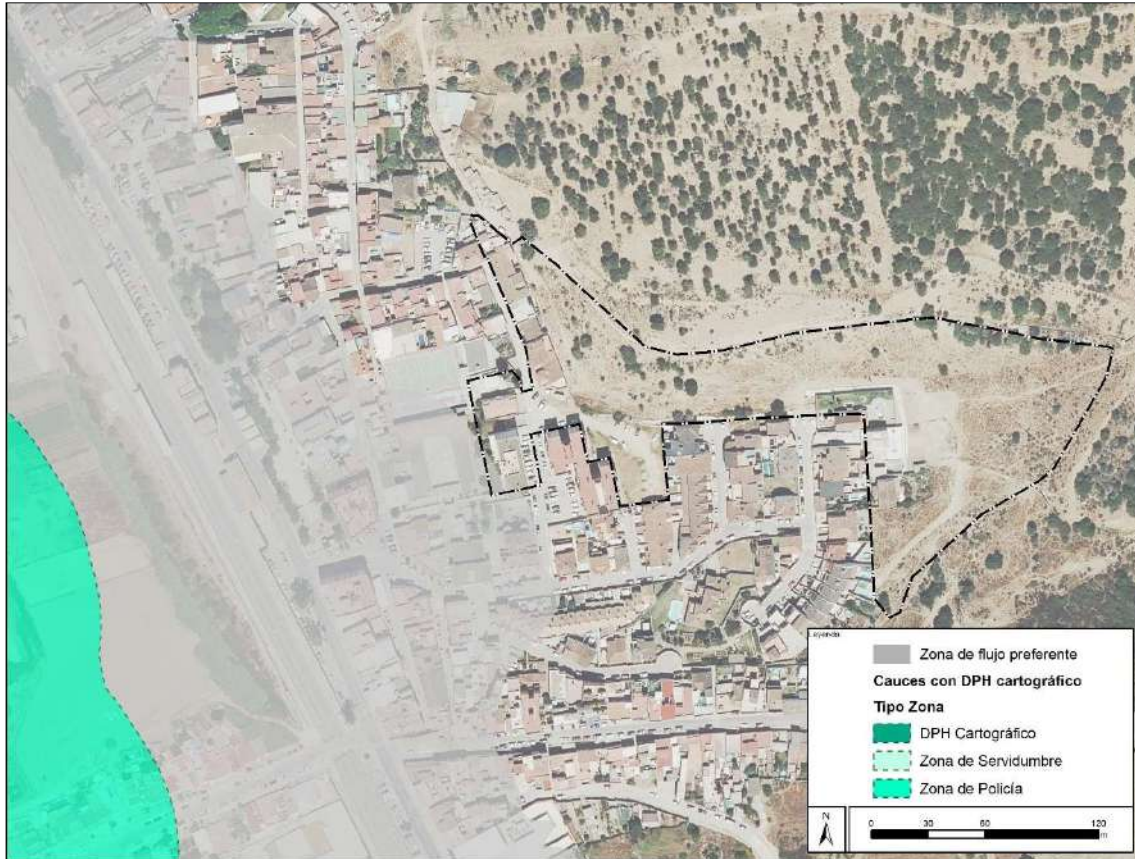 Leyenda
Zona de flujo preferente
Cauces con DPH cartográfico
Tipo Zona
DPH Cartográfico
Zona de Servidumbre
Zona de Policía
N
0 30 60 120
m